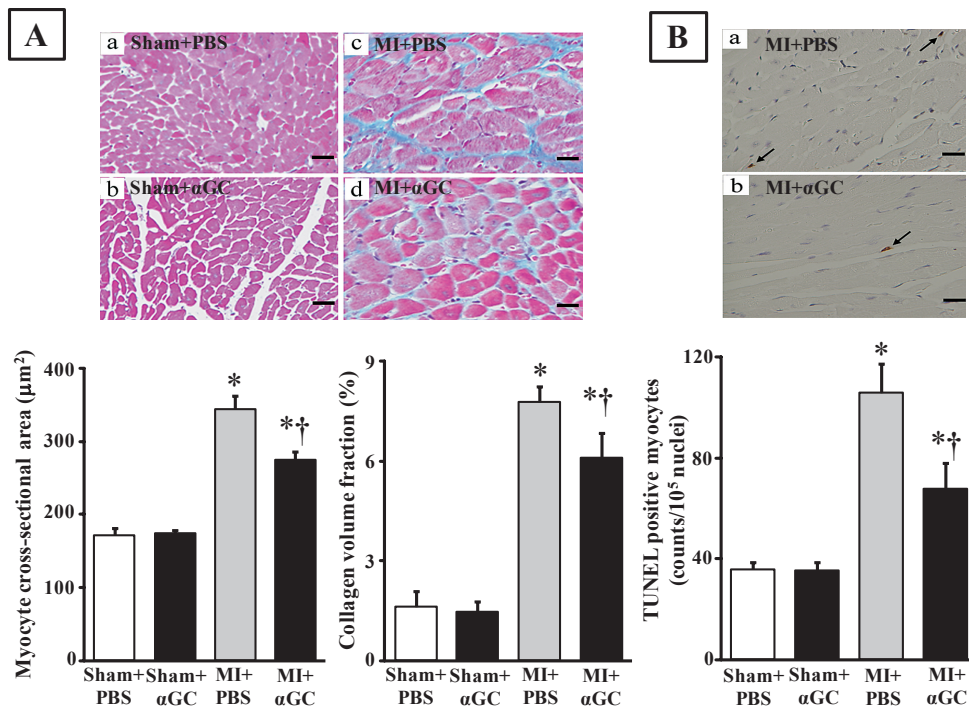 A
a Sham+PBS
c MI+PBS
b Sham+αGC
d MI+αGC
B
a MI+PBS
b MI+αGC
Myocyte cross-sectional area (μm²)
400
300
200
100
0
*
*†
Sham+ Sham+ MI+ MI+
PBS αGC PBS αGC
Collagen volume fraction (%)
9
6
3
0
*
*†
Sham+ Sham+ MI+ MI+
PBS αGC PBS αGC
TUNEL positive myocytes
(counts/10⁵ nuclei)
120
80
40
0
*
*†
Sham+ Sham+ MI+ MI+
PBS αGC PBS αGC